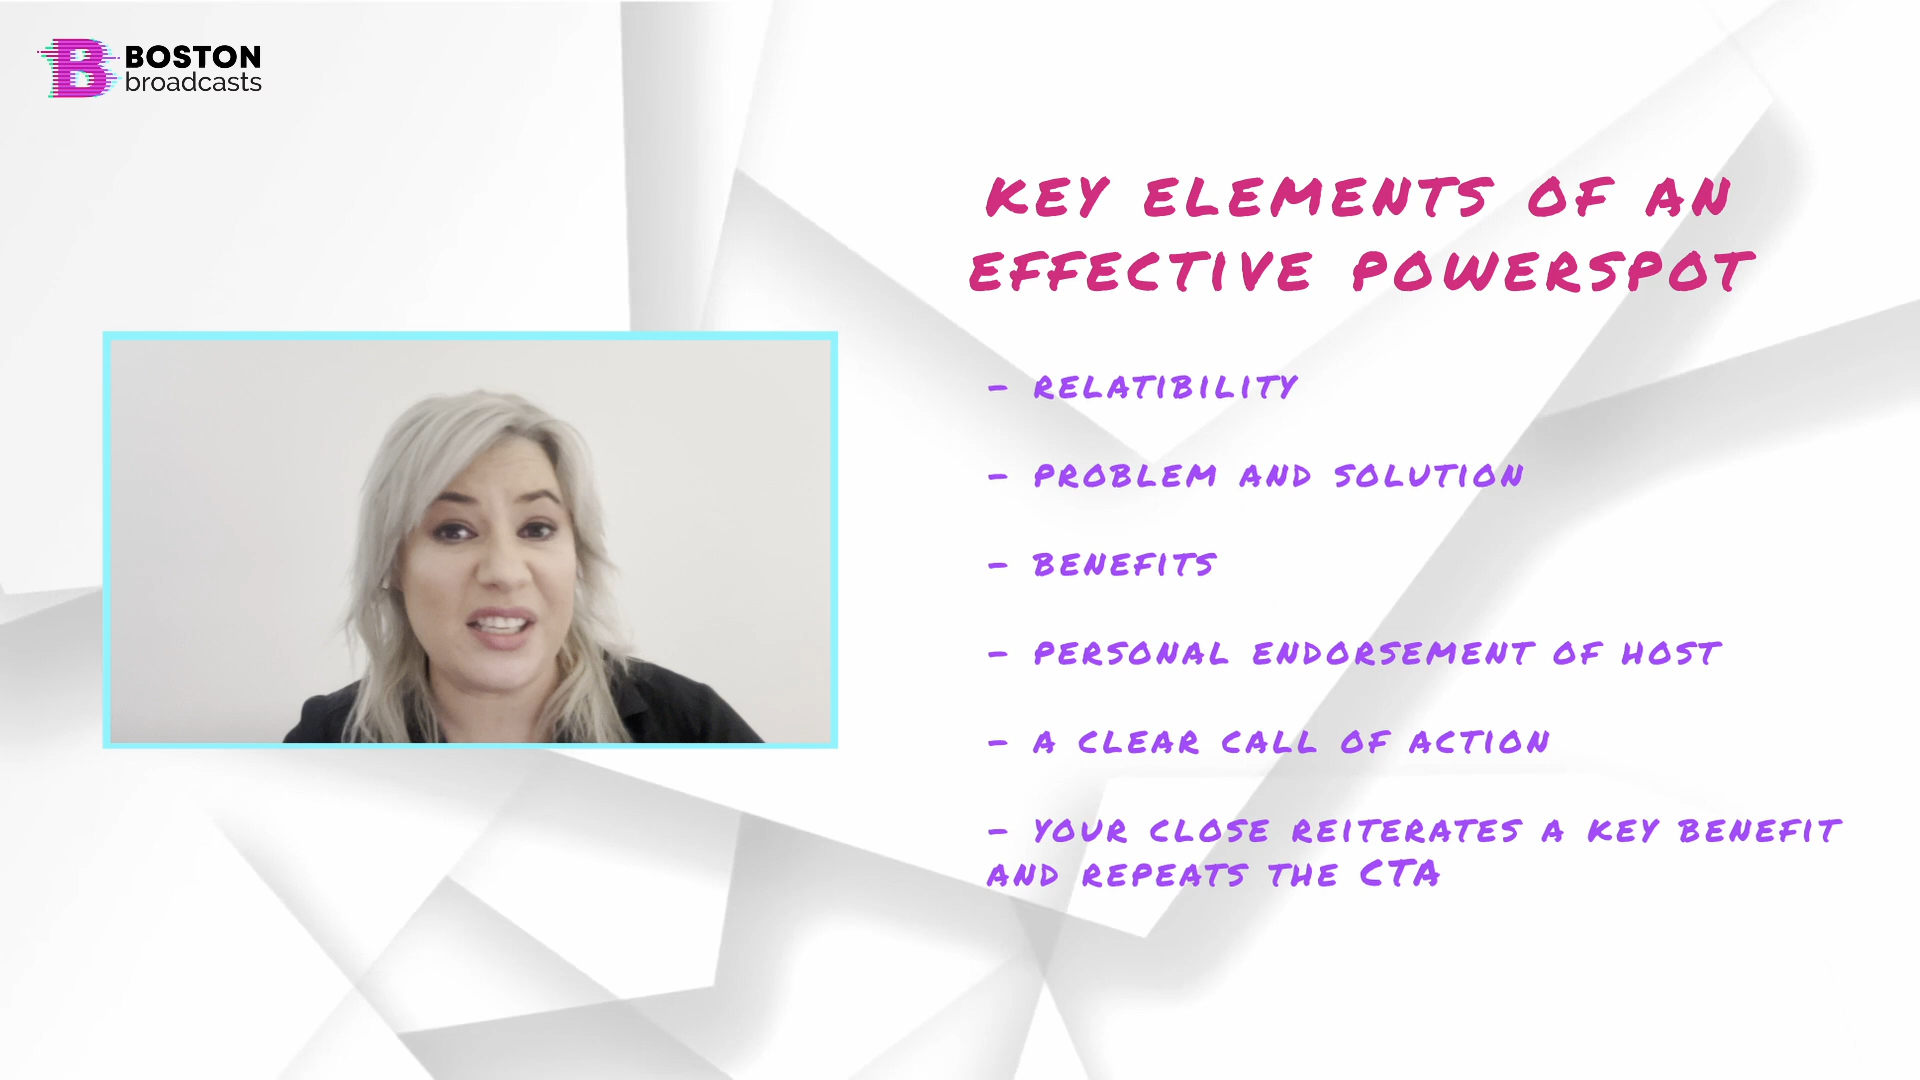 BOSTON
broadcasts
KEY ELEMENTS OF AN
EFFECTIVE POWERSPOT
- RELATIBILITY
- PROBLEM AND SOLUTION
- BENEFITS
- PERSONAL ENDORSEMENT OF HOST
- A CLEAR CALL OF ACTION
- YOUR CLOSE REITERATES A KEY BENEFIT
AND REPEATS THE CTA